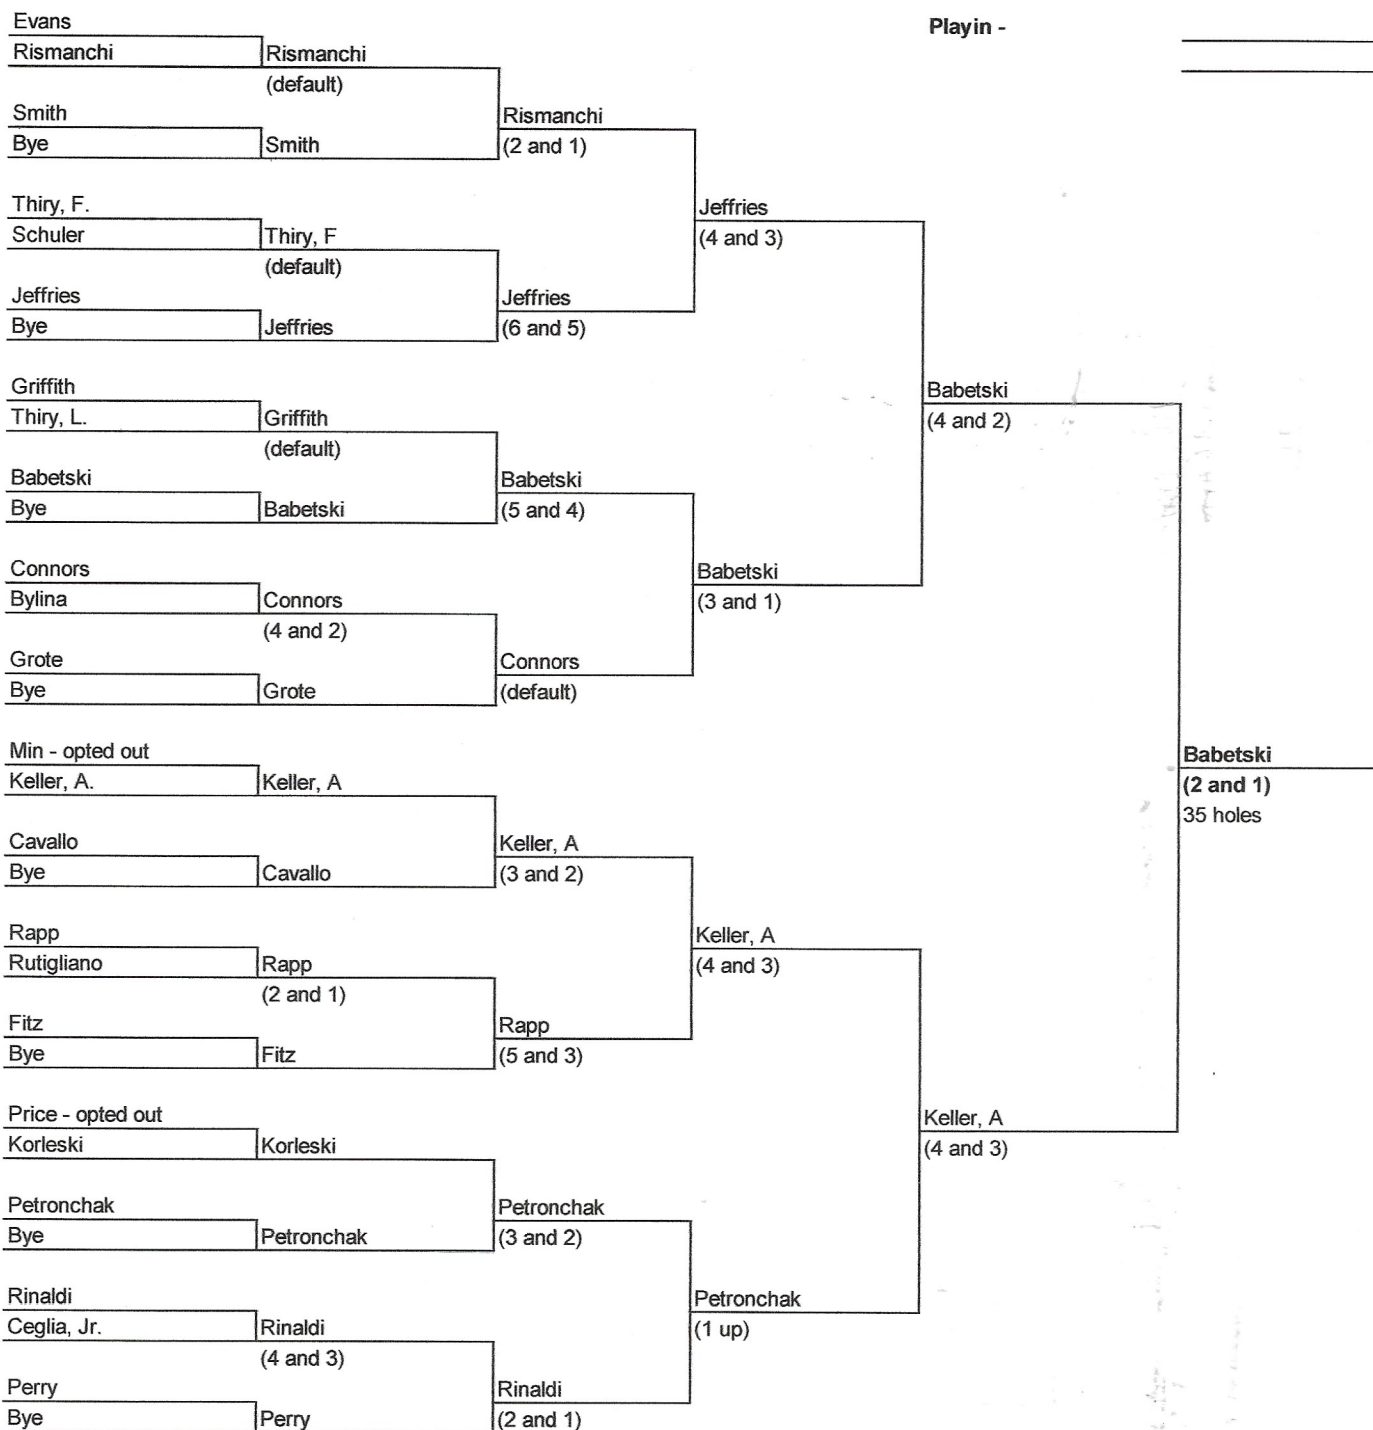 Evans
Rismanchi
Smith
Bye
Thiry, F.
Schuler
Jeffries
Bye
Griffith
Thiry, L.
Babetski
Bye
Connors
Bylina
Grote
Bye
Min - opted out
Keller, A.
Cavallo
Bye
Rapp
Rutigliano
Fitz
Bye
Price - opted out
Korleski
Petronchak
Bye
Rinaldi
Ceglia, Jr.
Perry
Bye
Rismanchi
(default)
Smith
Thiry, F
(default)
Jeffries
Griffith
(default)
Babetski
Connors
(4 and 2)
Grote
Keller, A
Cavallo
Rapp
(2 and 1)
Fitz
Korleski
Petronchak
Rinaldi
(4 and 3)
Perry
Rismanchi
(2 and 1)
Jeffries
(6 and 5)
Babetski
(5 and 4)
Connors
(default)
Keller, A
(3 and 2)
Rapp
(5 and 3)
Petronchak
(3 and 2)
Rinaldi
(2 and 1)
Jeffries
(4 and 3)
Babetski
(3 and 1)
Keller, A
(4 and 3)
Petronchak
(1 up)
Playin -
Babetski
(4 and 2)
Keller, A
(4 and 3)
Babetski
(2 and 1)
35 holes